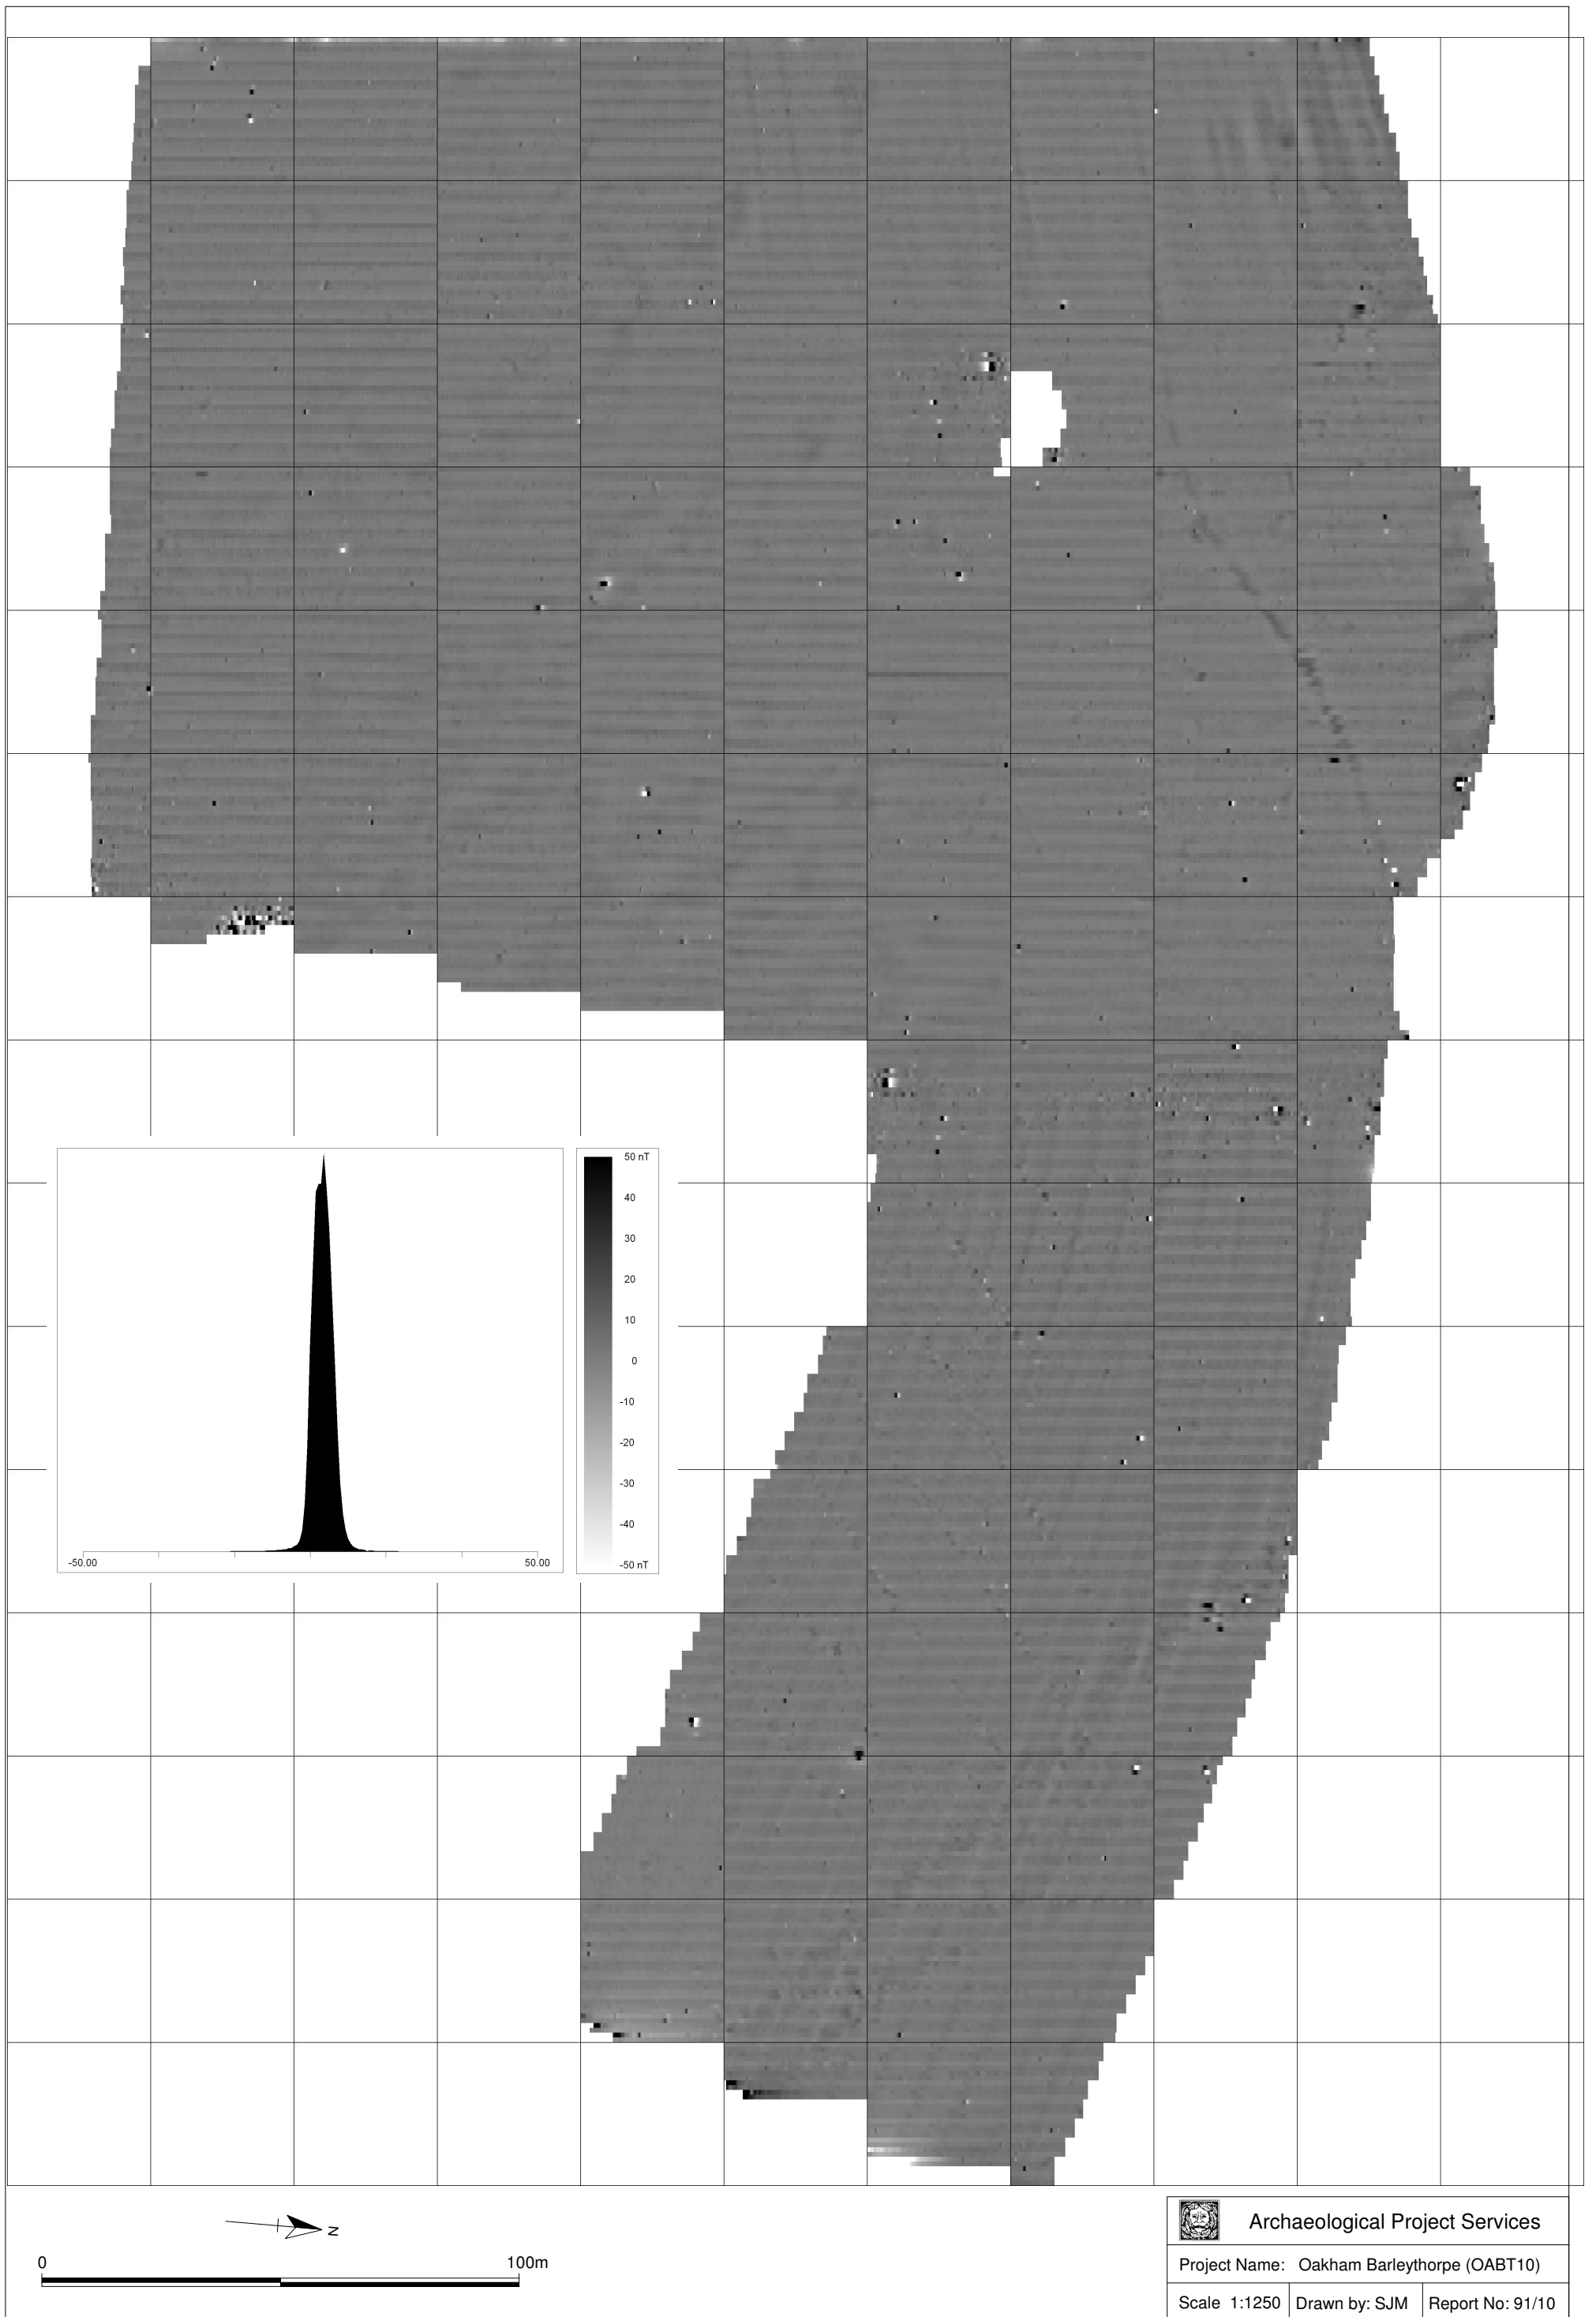 50 nT
40
30
20
10
0
-10
-20
-30
-40
-50 nT
-50.00 50.00
N
0 100m
Archaeological Project Services
Project Name: Oakham Barleythorpe (OABT10)
Scale 1:1250 Drawn by: SJM Report No: 91/10